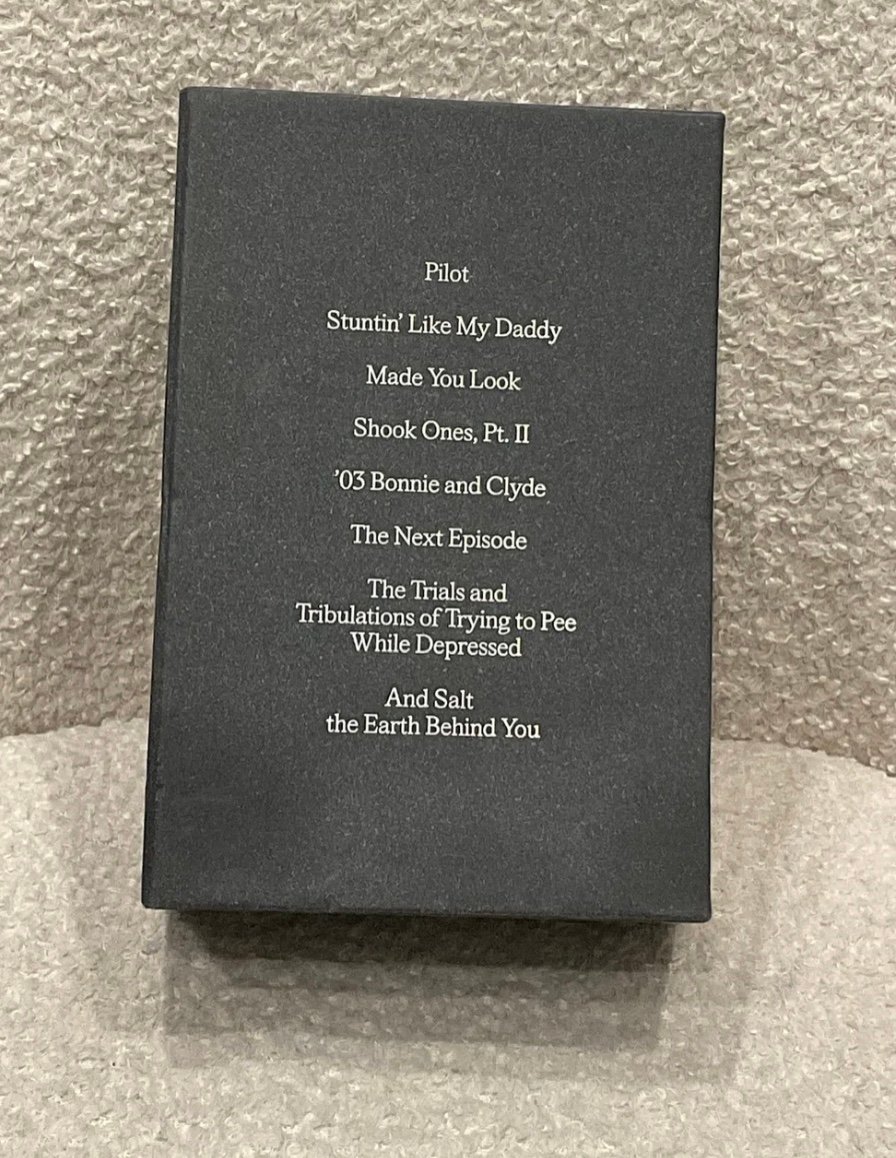 Pilot
Stuntin’ Like My Daddy
Made You Look
Shook Ones, Pt. II
’03 Bonnie and Clyde
The Next Episode
The Trials and
Tribulations of Trying to Pee
While Depressed
And Salt
the Earth Behind You